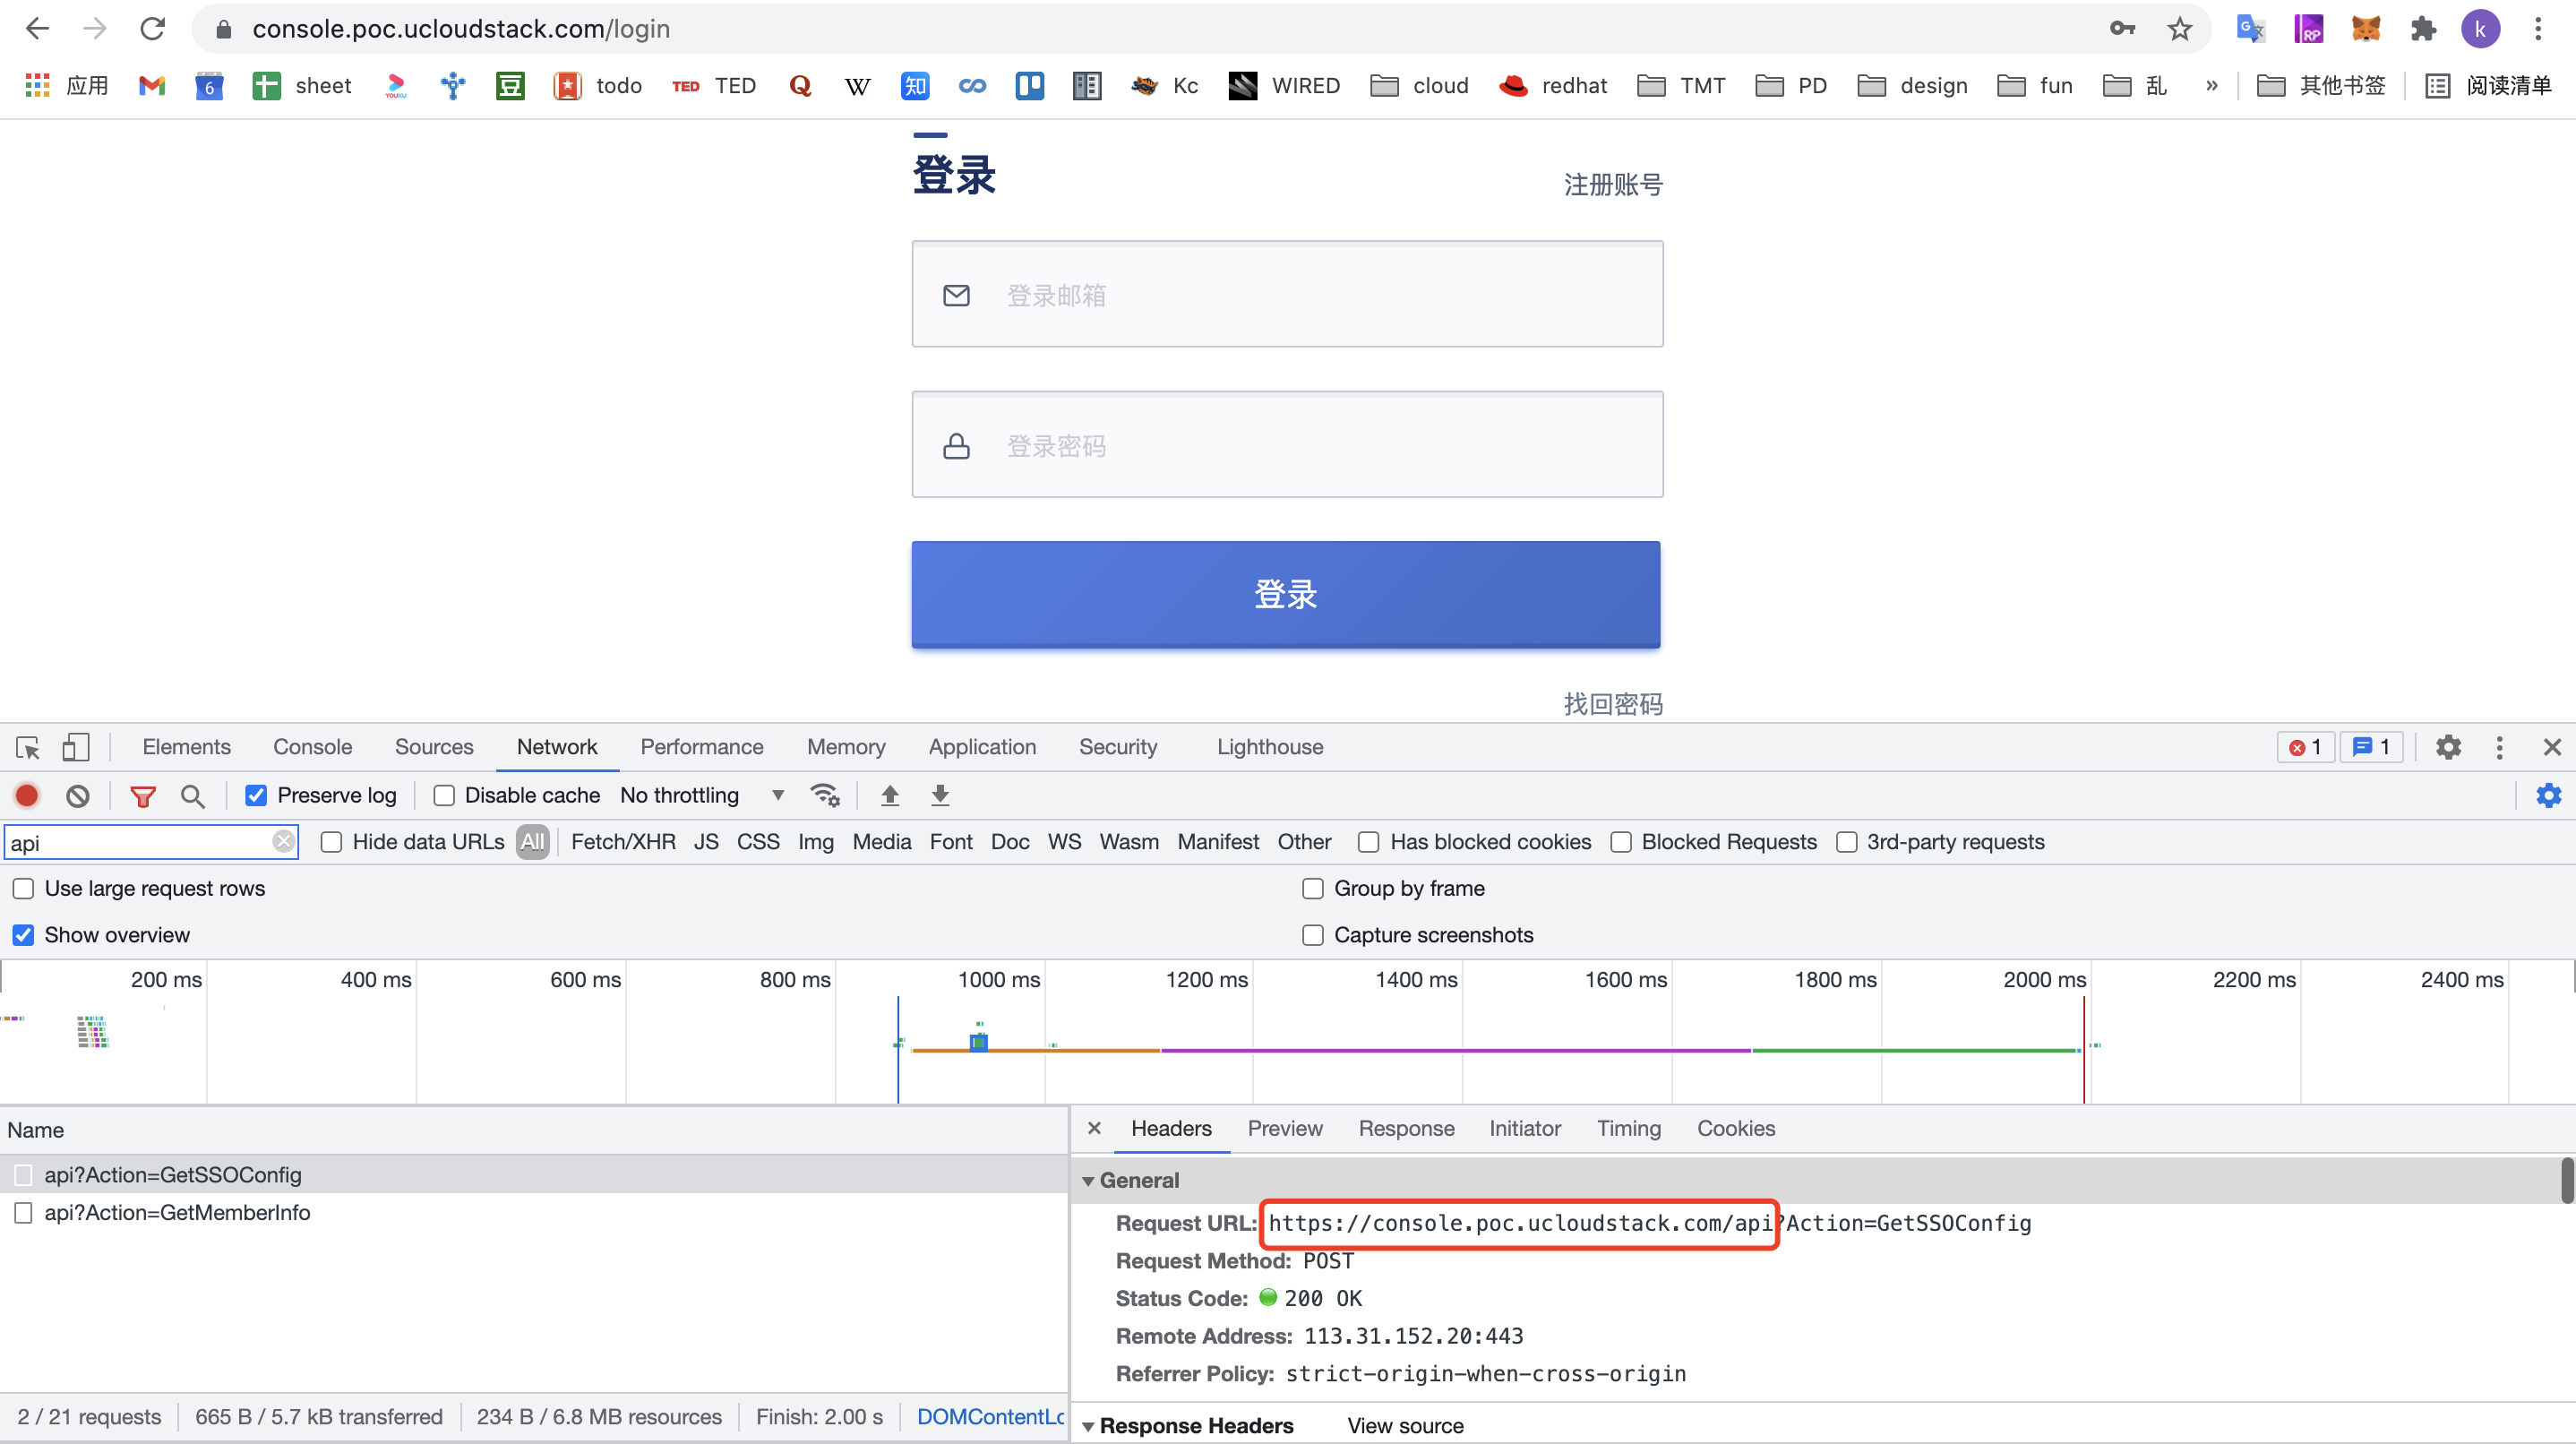 console.poc.ucloudstack.com/login
k
应用 6 sheet YOUKU 豆 todo TED TED Q W 知 Kc WIRED cloud redhat TMT PD design fun 乱 » 其他书签 阅读清单
登录
注册账号
登录邮箱
登录密码
登录
找回密码
Elements Console Sources Network Performance Memory Application Security Lighthouse 1 1
Preserve log Disable cache No throttling
api Hide data URLs All Fetch/XHR JS CSS Img Media Font Doc WS Wasm Manifest Other Has blocked cookies Blocked Requests 3rd-party requests
Use large request rows Group by frame
Show overview Capture screenshots
200 ms 400 ms 600 ms 800 ms 1000 ms 1200 ms 1400 ms 1600 ms 1800 ms 2000 ms 2200 ms 2400 ms
Name
api?Action=GetSSOConfig
api?Action=GetMemberInfo
2 / 21 requests 665 B / 5.7 kB transferred 234 B / 6.8 MB resources Finish: 2.00 s DOMContentLo
Headers Preview Response Initiator Timing Cookies
General
Request URL: https://console.poc.ucloudstack.com/api?Action=GetSSOConfig
Request Method: POST
Status Code: 200 OK
Remote Address: 113.31.152.20:443
Referrer Policy: strict-origin-when-cross-origin
Response Headers View source